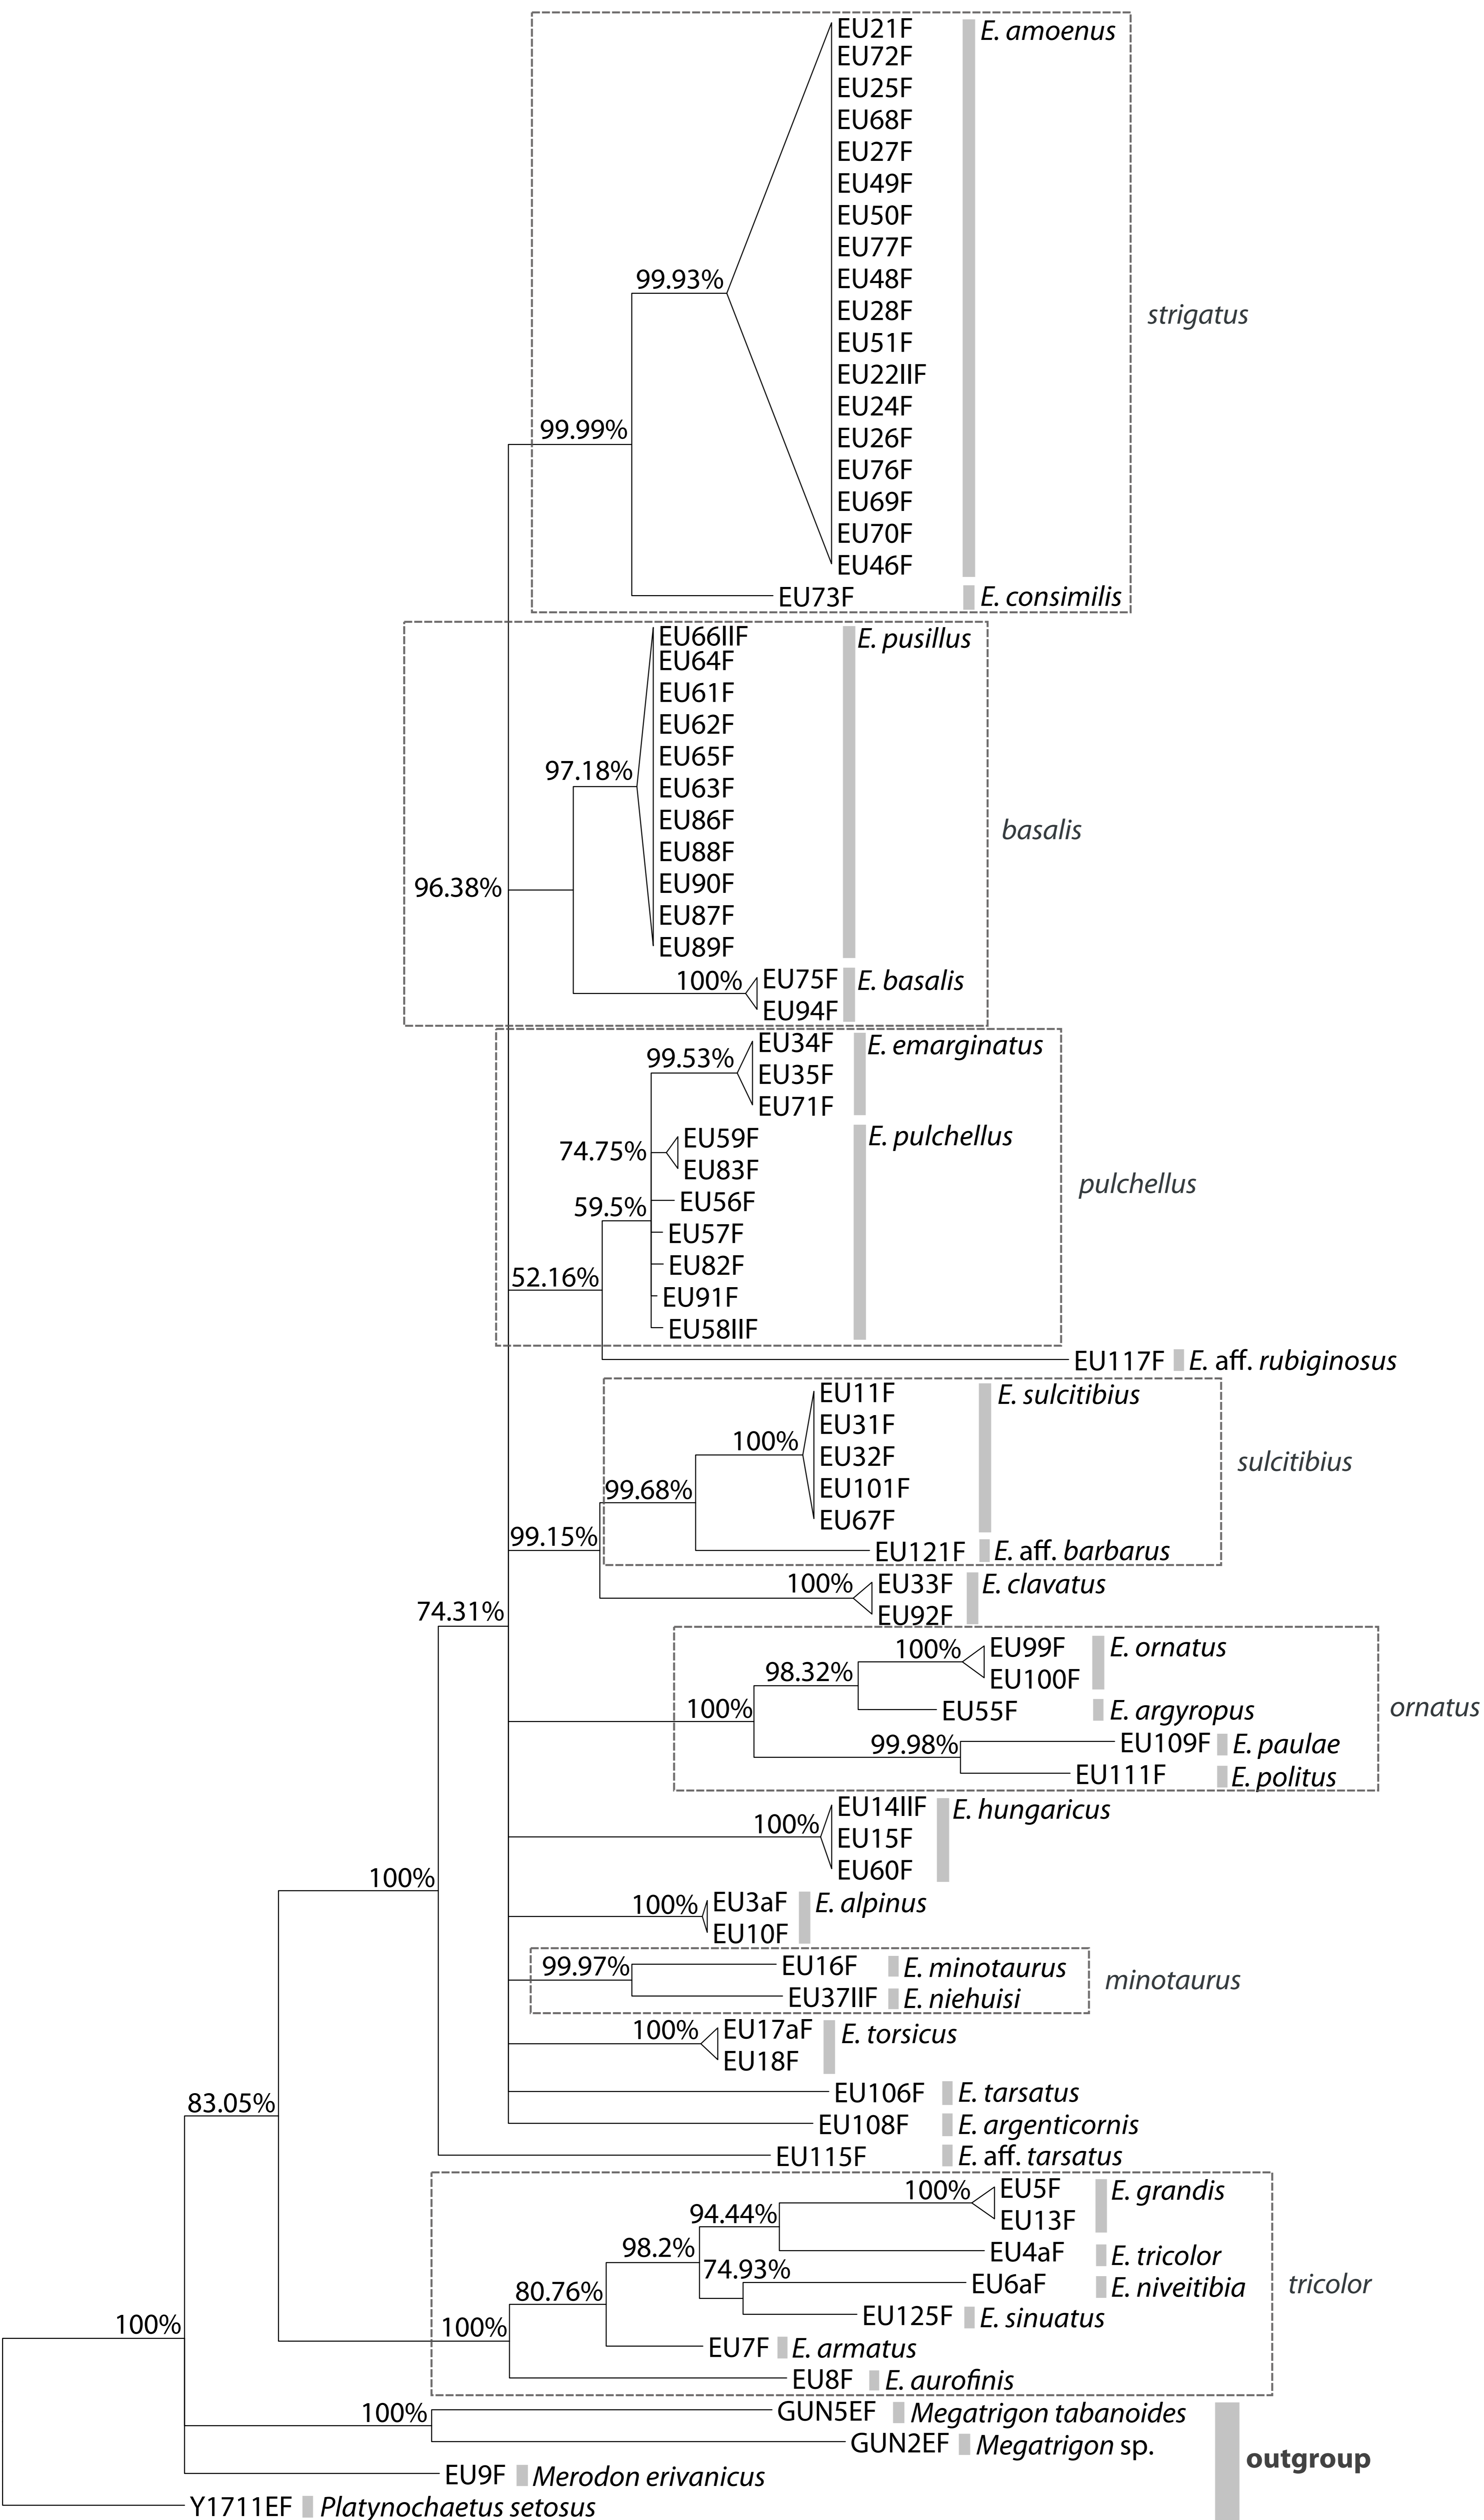 EU21F E. amoenus
EU72F
EU25F
EU68F
EU27F
EU49F
EU50F
EU77F
99.93% EU48F
EU28F strigatus
EU51F
EU22IIF
EU24F
99.99% EU26F
EU76F
EU69F
EU70F
EU46F
EU73F E. consimilis
EU66IIF E. pusillus
EU64F
EU61F
EU62F
EU65F
97.18% EU63F
EU86F basalis
EU88F
96.38% EU90F
EU87F
EU89F
100% EU75F E. basalis
EU94F
EU34F E. emarginatus
99.53% EU35F
EU71F
EU59F E. pulchellus
74.75% EU83F pulchellus
59.5% EU56F
EU57F
52.16% EU82F
EU91F
EU58IIF
EU117F E. aff. rubiginosus
EU11F E. sulcitibius
EU31F
100% EU32F sulcitibius
99.68% EU101F
EU67F
99.15% EU121F E. aff. barbarus
100% EU33F E. clavatus
EU92F
74.31%
100% EU99F E. ornatus
98.32% EU100F
100% EU55F E. argyropus ornatus
99.98% EU109F E. paulae
EU111F E. politus
EU14IIF E. hungaricus
100% EU15F
EU60F
100%
100% EU3aF E. alpinus
EU10F
99.97% EU16F E. minotaurus minotaurus
EU37IIF E. niehuisi
100% EU17aF E. torsicus
EU18F
83.05% EU106F E. tarsatus
EU108F E. argenticornis
EU115F E. aff. tarsatus
100% EU5F E. grandis
94.44% EU13F
98.2% EU4aF E. tricolor
74.93% EU6aF E. niveitibia tricolor
80.76% EU125F E. sinuatus
100% 100% EU7F E. armatus
EU8F E. aurofinis
100% GUN5EF Megatrigon tabanoides
GUN2EF Megatrigon sp.
outgroup
EU9F Merodon erivanicus
Y1711EF Platynochaetus setosus